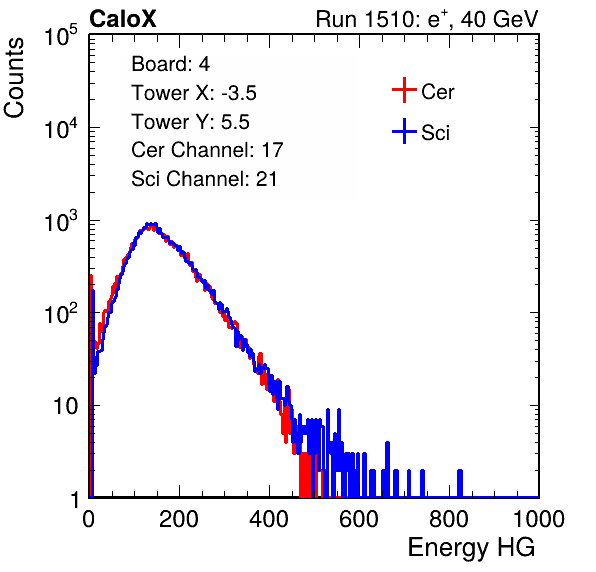 CaloX Run 1510: e⁺, 40 GeV
Counts
Board: 4
Tower X: -3.5
Tower Y: 5.5
Cer Channel: 17
Sci Channel: 21
Cer
Sci
10⁵
10⁴
10³
10²
10
1
0 200 400 600 800 1000
Energy HG